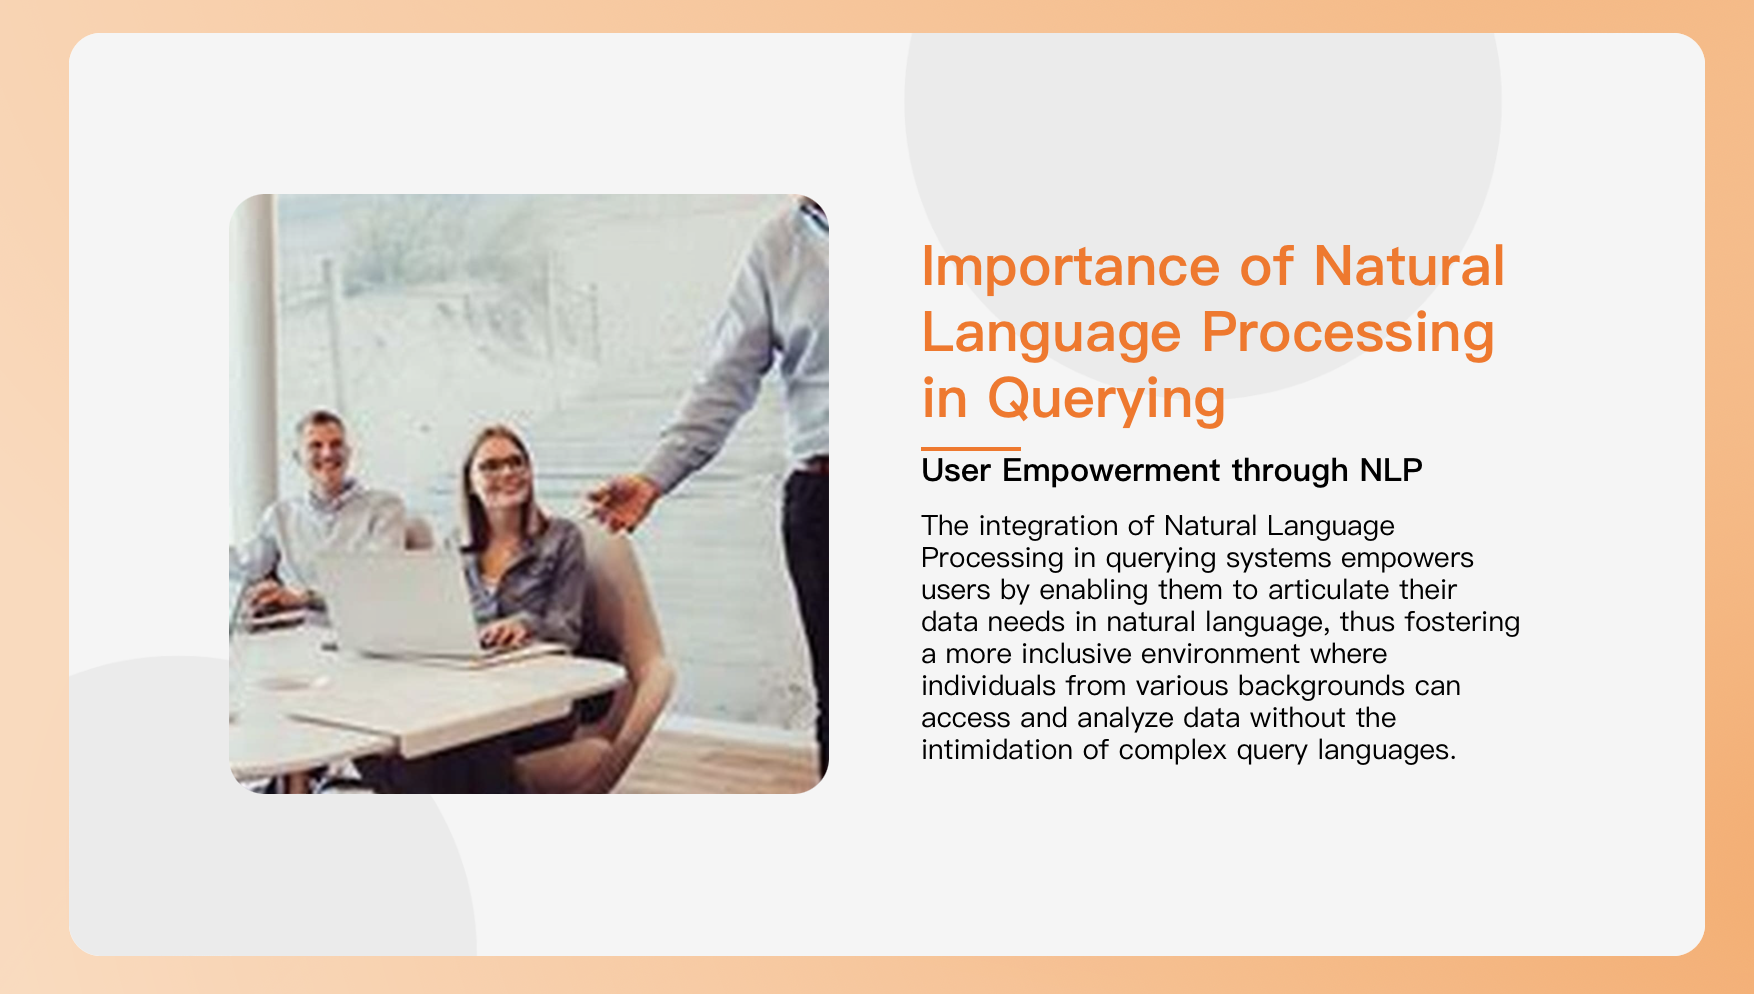 Importance of Natural
Language Processing
in Querying
User Empowerment through NLP
The integration of Natural Language
Processing in querying systems empowers
users by enabling them to articulate their
data needs in natural language, thus fostering
a more inclusive environment where
individuals from various backgrounds can
access and analyze data without the
intimidation of complex query languages.